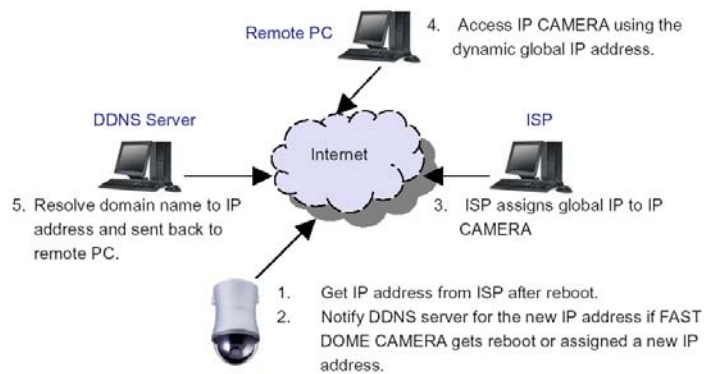 Remote PC
4. Access IP CAMERA using the
dynamic global IP address.
DDNS Server
ISP
Internet
5. Resolve domain name to IP
address and sent back to
remote PC.
3. ISP assigns global IP to IP
CAMERA
1. Get IP address from ISP after reboot.
2. Notify DDNS server for the new IP address if FAST
DOME CAMERA gets reboot or assigned a new IP
address.